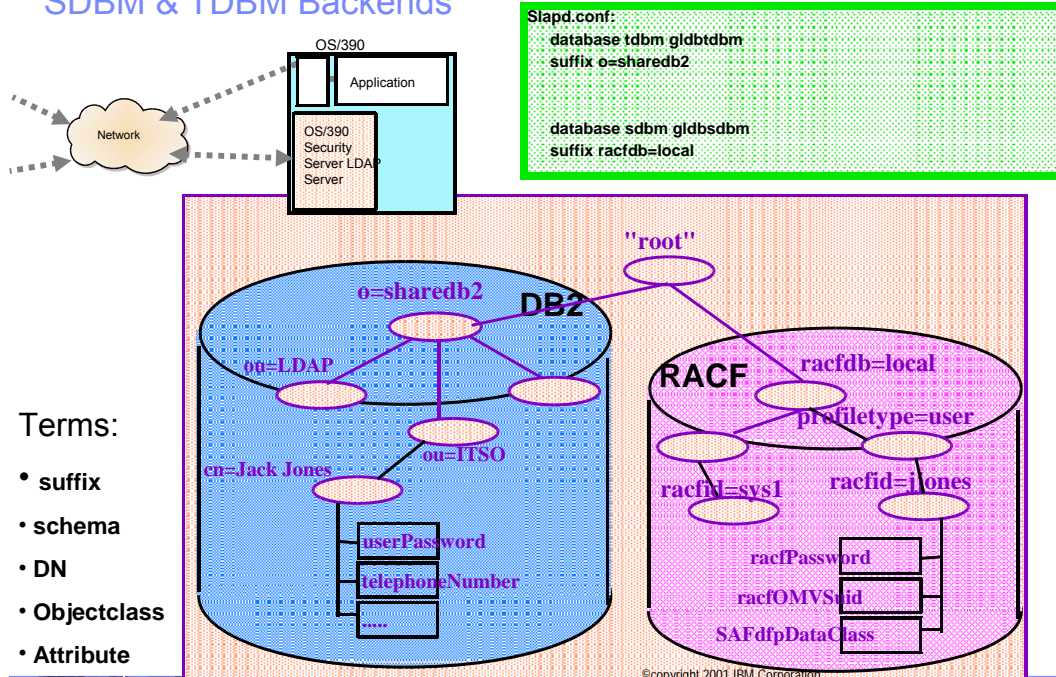 SDBM & TDBM Backends
Slapd.conf:
database tdbm gldbtdbm
suffix o=sharedb2
database sdbm gldbsdbm
suffix racfdb=local
OS/390
Application
Network
OS/390
Security
Server LDAP
Server
"root"
o=sharedb2
DB2
ou=LDAP
ou=ITSO
cn=Jack Jones
userPassword
telephoneNumber
.....
RACF
racfdb=local
profiletype=user
racfid=sys1
racfid=jjones
racfPassword
racfOMVSuid
SAFdfpDataClass
Terms:
• suffix
• schema
• DN
• Objectclass
• Attribute
©copyright 2001 IBM Corporation